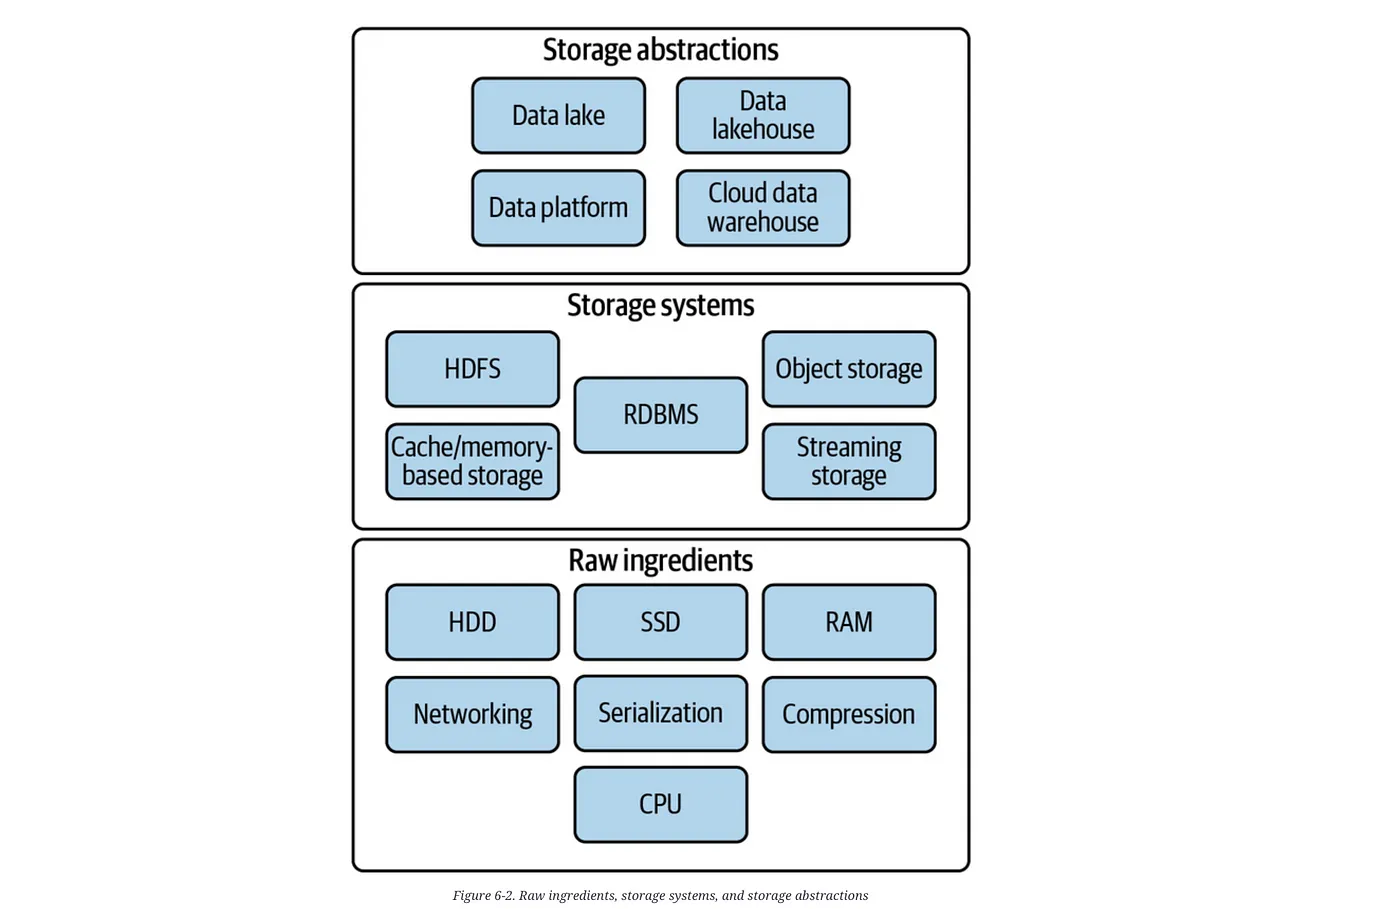 Storage abstractions
Data lake
Data
lakehouse
Data platform
Cloud data
warehouse
Storage systems
HDFS
Object storage
RDBMS
Cache/memory-
based storage
Streaming
storage
Raw ingredients
HDD
SSD
RAM
Networking
Serialization
Compression
CPU
Figure 6-2. Raw ingredients, storage systems, and storage abstractions